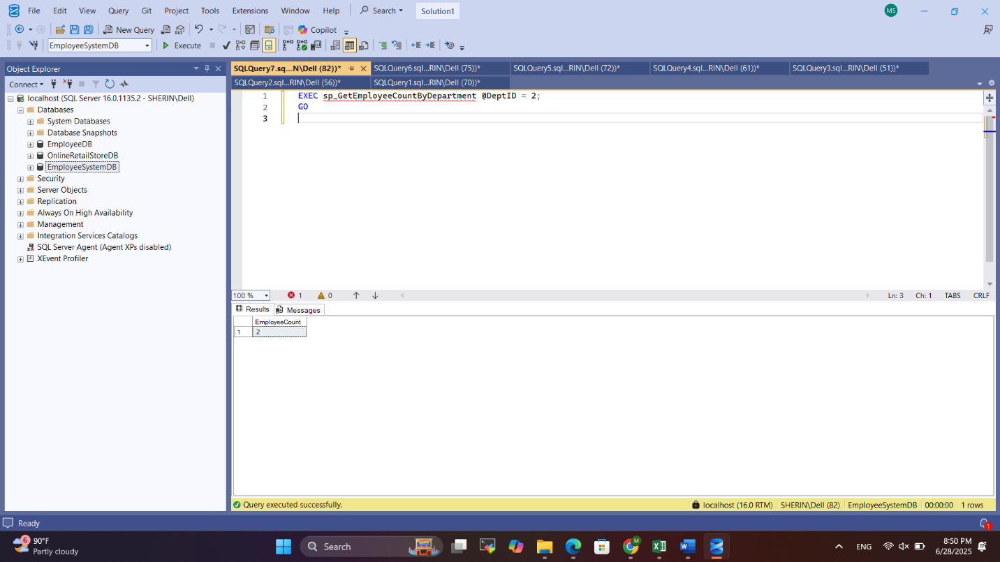 File Edit View Query Git Project Tools Extensions Window Help Search Solution1 MS
New Query DAX Copilot
EmployeeSystemDB Execute
Object Explorer
Connect
localhost (SQL Server 16.0.1135.2 - SHERIN\Dell)
Databases
System Databases
Database Snapshots
EmployeeDB
OnlineRetailStoreDB
EmployeeSystemDB
Security
Server Objects
Replication
Always On High Availability
Management
Integration Services Catalogs
SQL Server Agent (Agent XPs disabled)
XEvent Profiler
SQLQuery7.sq...N\Dell (82))* SQLQuery6.sql...RIN\Dell (75))* SQLQuery5.sql...RIN\Dell (72))* SQLQuery4.sql...RIN\Dell (61))* SQLQuery3.sql...RIN\Dell (51))*
SQLQuery2.sql...RIN\Dell (56))* SQLQuery1.sql...RIN\Dell (70))*
1 EXEC sp_GetEmployeeCountByDepartment @DeptID = 2;
2 GO
3
100 % 1 0 Ln: 3 Ch: 1 TABS CRLF
Results Messages
EmployeeCount
1 2
Query executed successfully. localhost (16.0 RTM) SHERIN\Dell (82) EmployeeSystemDB 00:00:00 1 rows
Ready 1
6 90°F
Partly cloudy
Search
M
ENG
8:50 PM
6/28/2025